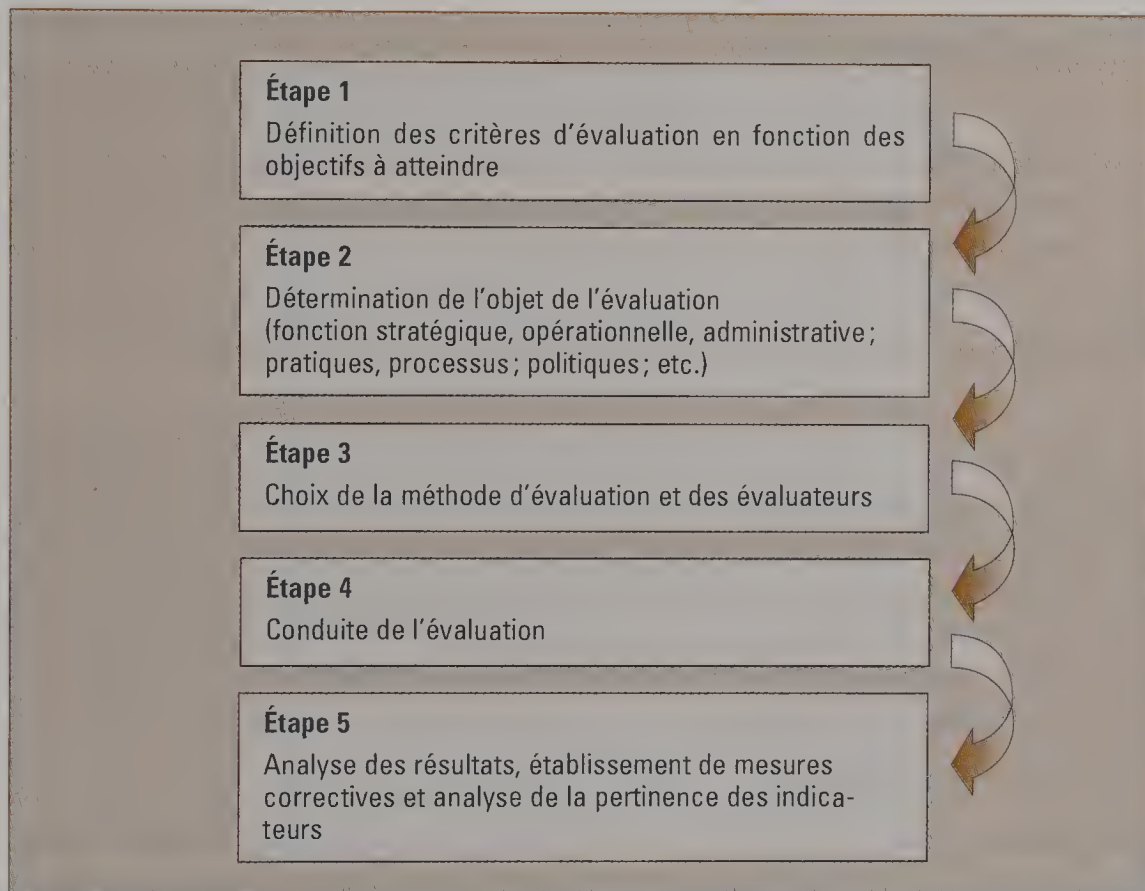 Étape 1
Définition des critères d'évaluation en fonction des
objectifs à atteindre
Étape 2
Détermination de l'objet de l'évaluation
(fonction stratégique, opérationnelle, administrative ;
pratiques, processus ; politiques ; etc.)
Étape 3
Choix de la méthode d'évaluation et des évaluateurs
Étape 4
Conduite de l'évaluation
Étape 5
Analyse des résultats, établissement de mesures
correctives et analyse de la pertinence des indica-
teurs